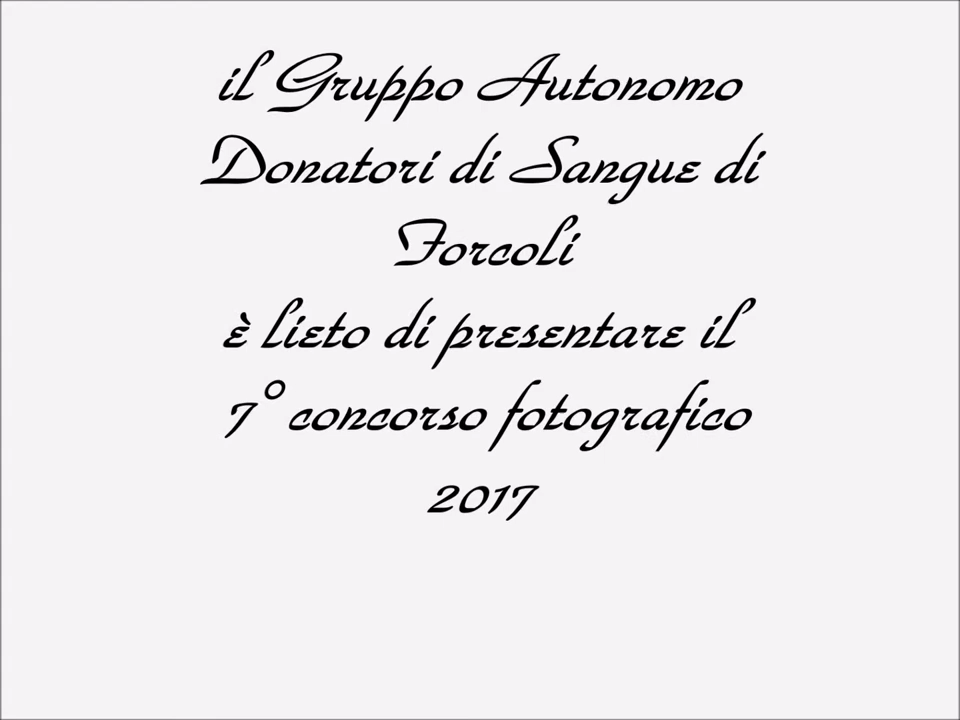 il Gruppo Autonomo
Donatori di Sangue di
Forcoli
è lieto di presentare il
7° concorso fotografico
2017